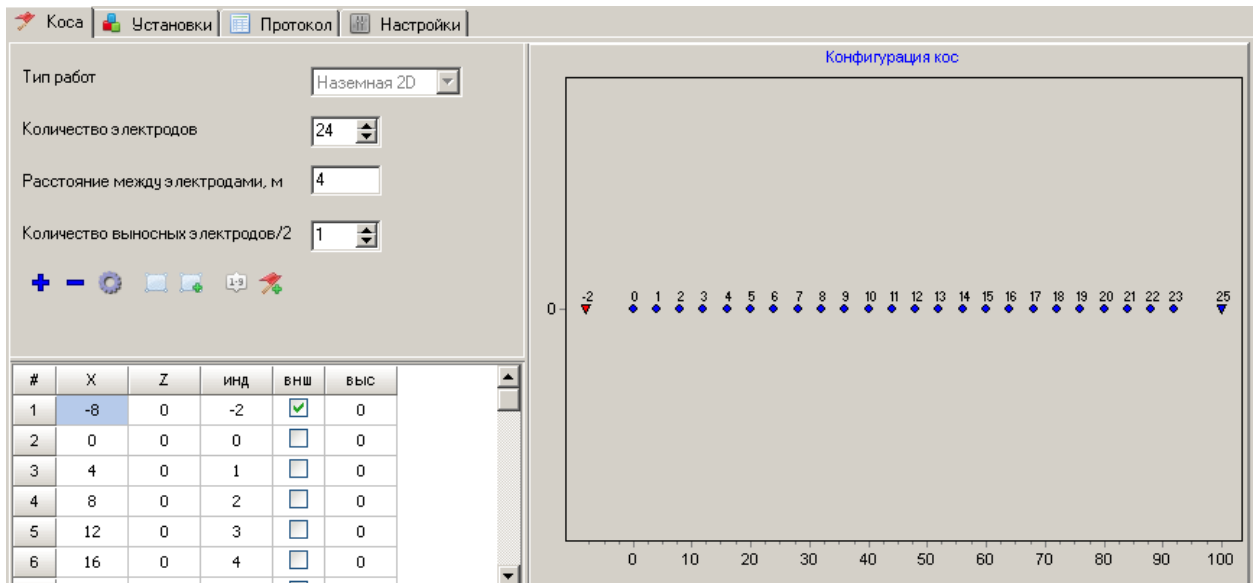 Коса Установки Протокол Настройки
Тип работ Наземная 2D
Количество электродов 24
Расстояние между электродами, м 4
Количество выносных электродов/2 1
1-9
# X Z инд внш выс
1 -8 0 -2 0
2 0 0 0 0
3 4 0 1 0
4 8 0 2 0
5 12 0 3 0
6 16 0 4 0
Конфигурация кос
-2 0 1 2 3 4 5 6 7 8 9 10 11 12 13 14 15 16 17 18 19 20 21 22 23 25
0
0 10 20 30 40 50 60 70 80 90 100